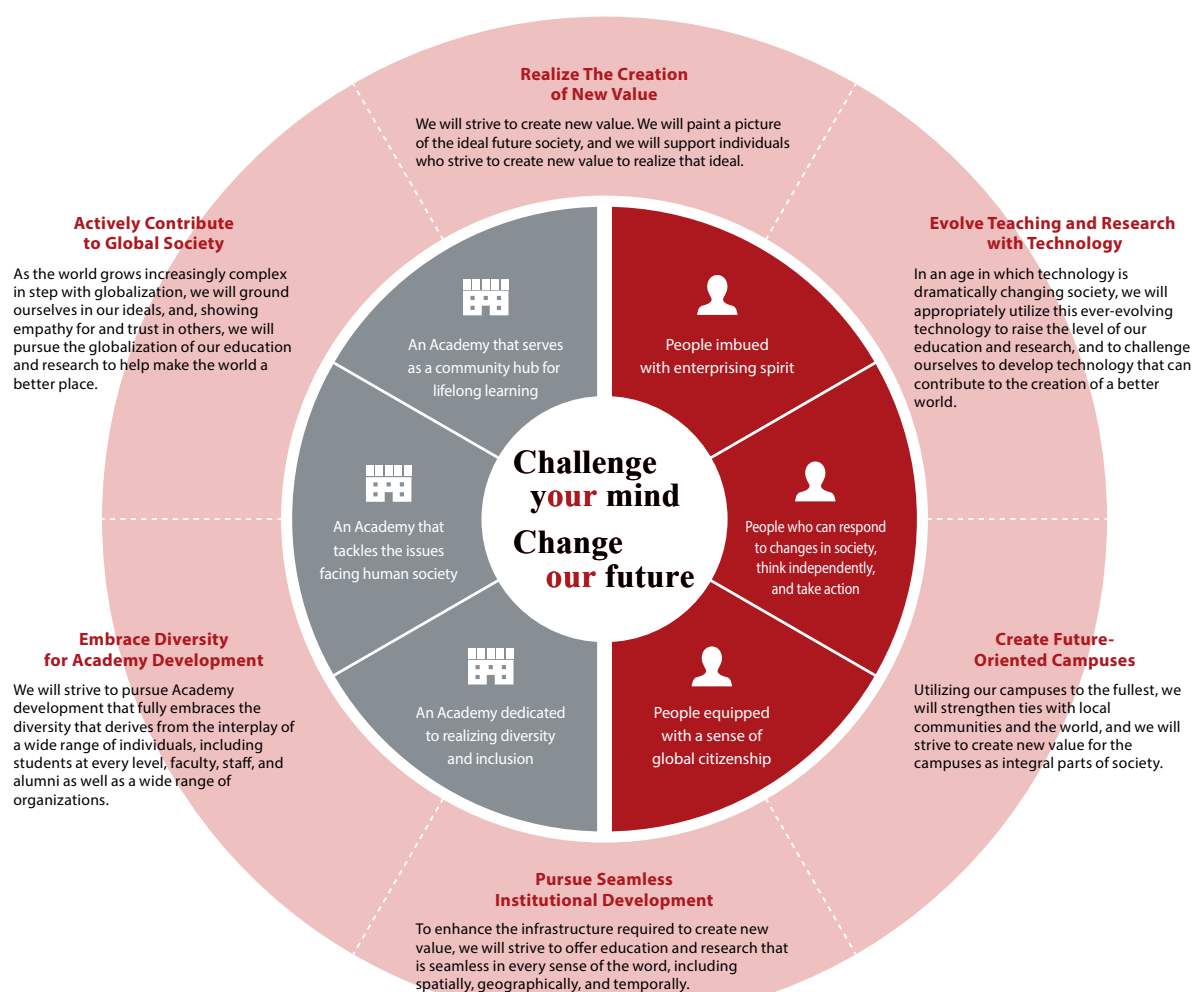 Realize The Creation
of New Value
We will strive to create new value. We will paint a picture
of the ideal future society, and we will support individuals
who strive to create new value to realize that ideal.
Actively Contribute
to Global Society
As the world grows increasingly complex
in step with globalization, we will ground
ourselves in our ideals, and, showing
empathy for and trust in others, we will
pursue the globalization of our education
and research to help make the world a
better place.
Evolve Teaching and Research
with Technology
In an age in which technology is
dramatically changing society, we will
appropriately utilize this ever-evolving
technology to raise the level of our
education and research, and to challenge
ourselves to develop technology that can
contribute to the creation of a better
world.
An Academy that serves
as a community hub for
lifelong learning
People imbued
with enterprising spirit
An Academy that
tackles the issues
facing human society
Challenge
your mind
Change
our future
People who can respond
to changes in society,
think independently,
and take action
An Academy dedicated
to realizing diversity
and inclusion
People equipped
with a sense of
global citizenship
Embrace Diversity
for Academy Development
We will strive to pursue Academy
development that fully embraces the
diversity that derives from the interplay of
a wide range of individuals, including
students at every level, faculty, staff, and
alumni as well as a wide range of
organizations.
Create Future-
Oriented Campuses
Utilizing our campuses to the fullest, we
will strengthen ties with local
communities and the world, and we will
strive to create new value for the
campuses as integral parts of society.
Pursue Seamless
Institutional Development
To enhance the infrastructure required to create new
value, we will strive to offer education and research that
is seamless in every sense of the word, including
spatially, geographically, and temporally.